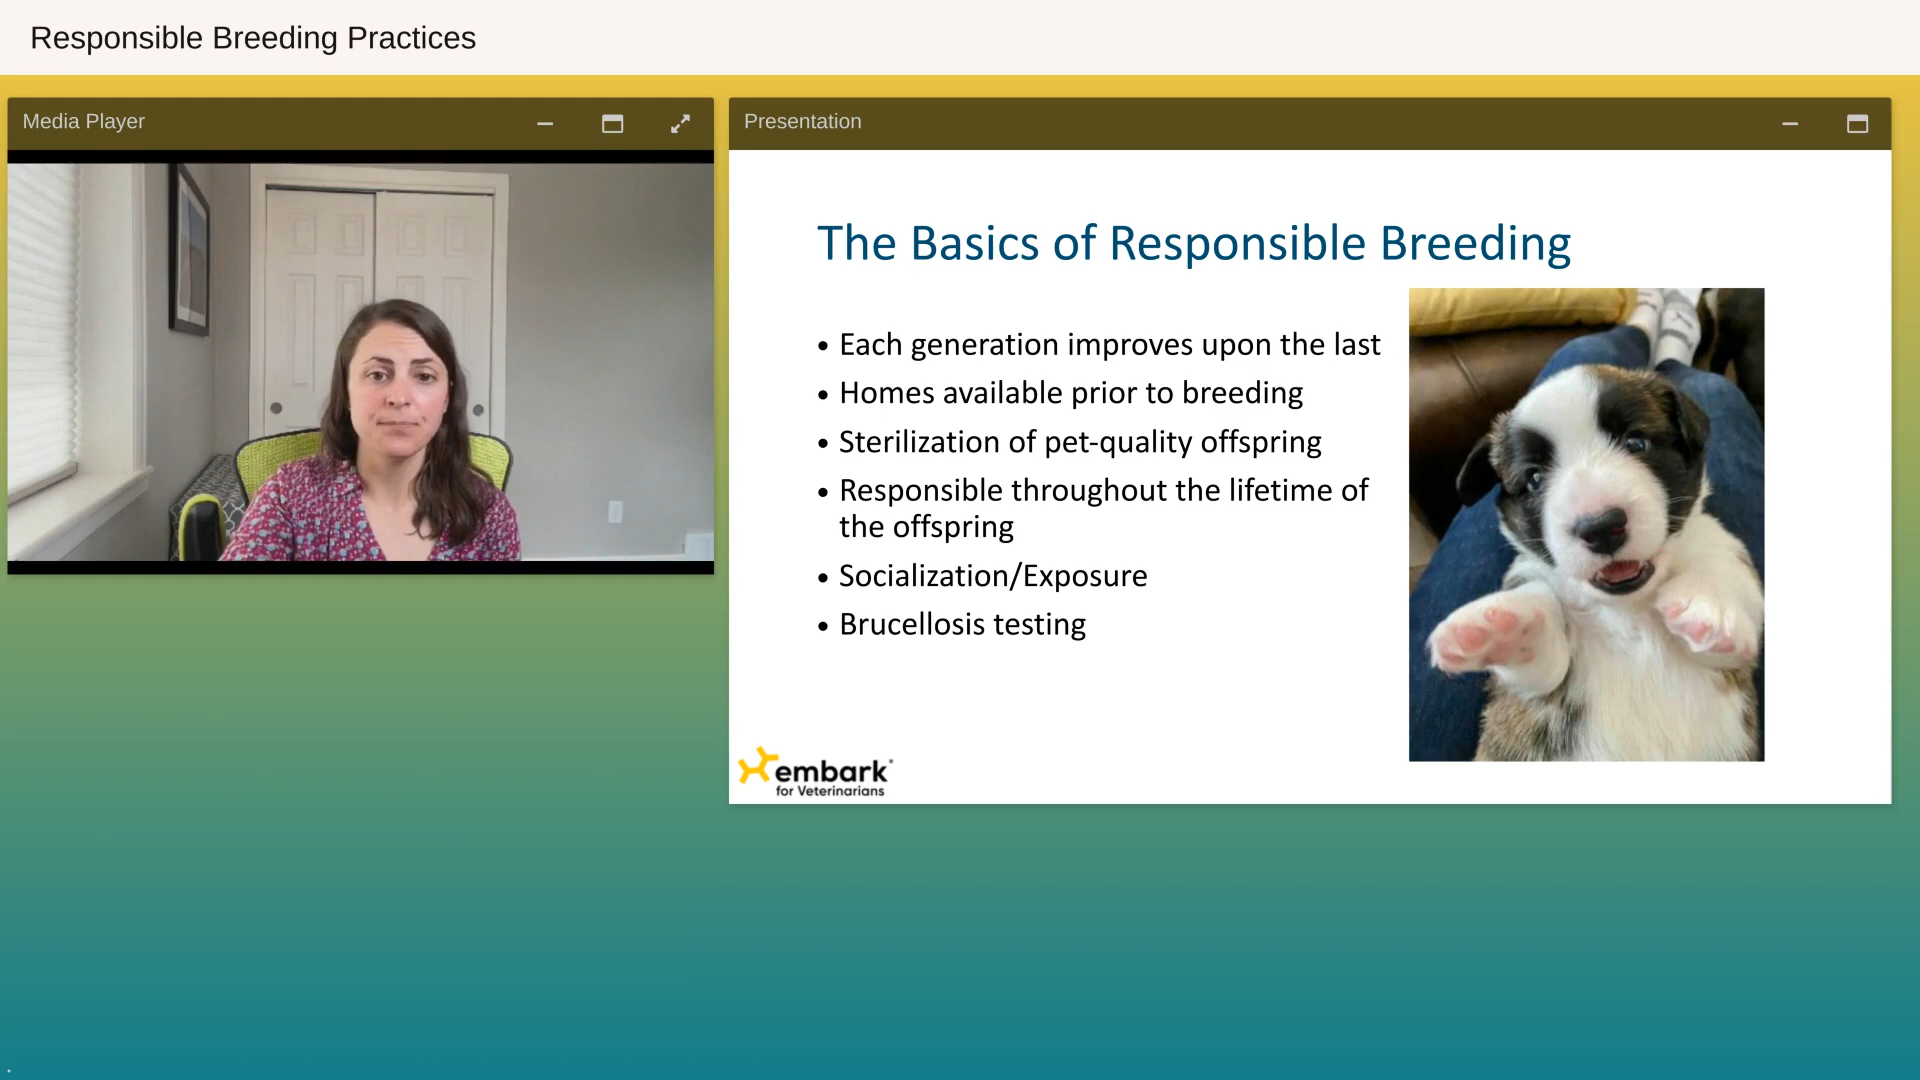 Responsible Breeding Practices
Media Player
Presentation
The Basics of Responsible Breeding
• Each generation improves upon the last
• Homes available prior to breeding
• Sterilization of pet-quality offspring
• Responsible throughout the lifetime of
the offspring
• Socialization/Exposure
• Brucellosis testing
embark
for Veterinarians